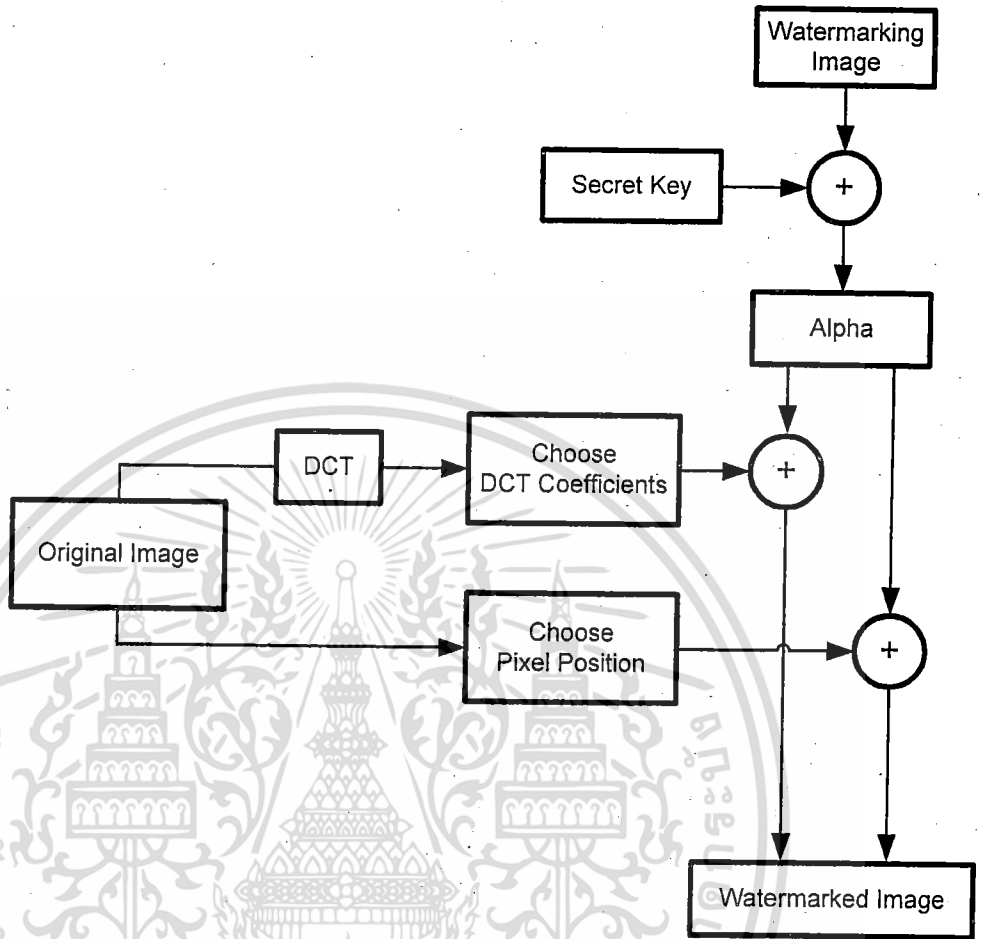 Watermarking
Image
Secret Key
+
Alpha
DCT
Choose
DCT Coefficients
+
Original Image
Choose
Pixel Position
+
Watermarked Image